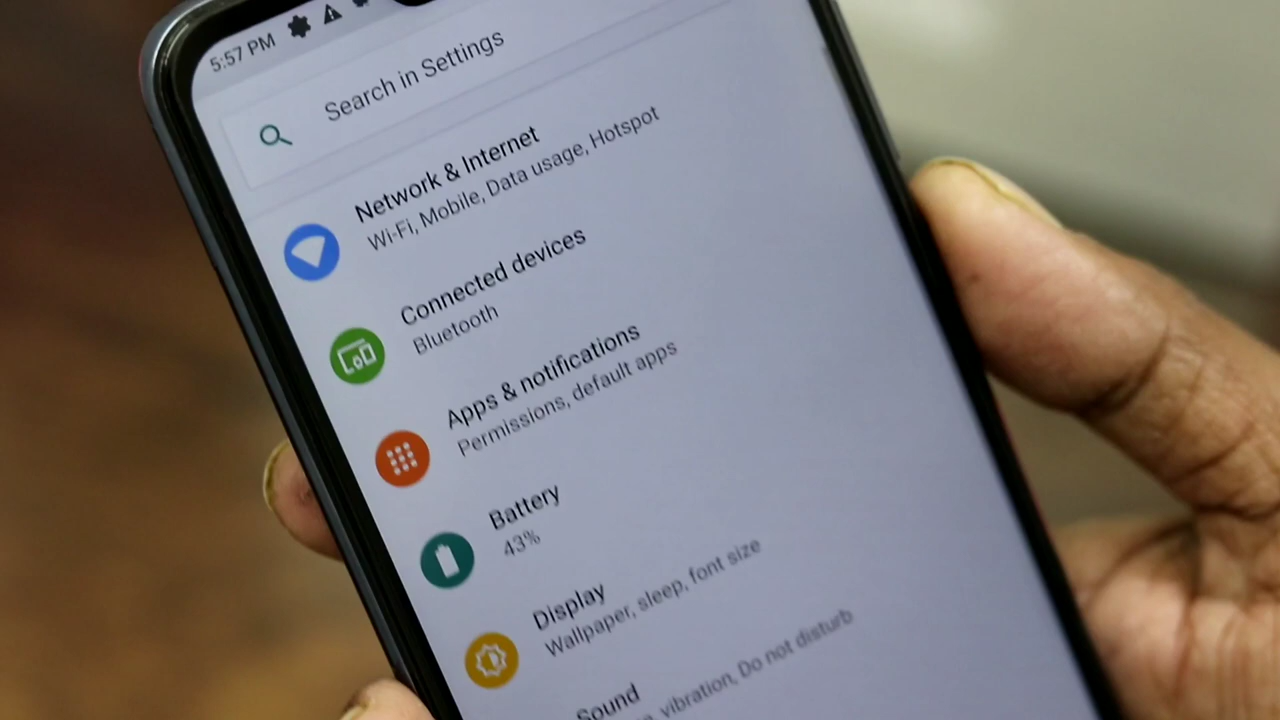 5:57 PM
Search in Settings
Network & Internet
Wi-Fi, Mobile, Data usage, Hotspot
Connected devices
Bluetooth
Apps & notifications
Permissions, default apps
Battery
43%
Display
Wallpaper, sleep, font size
Sound
vibration, Do not disturb